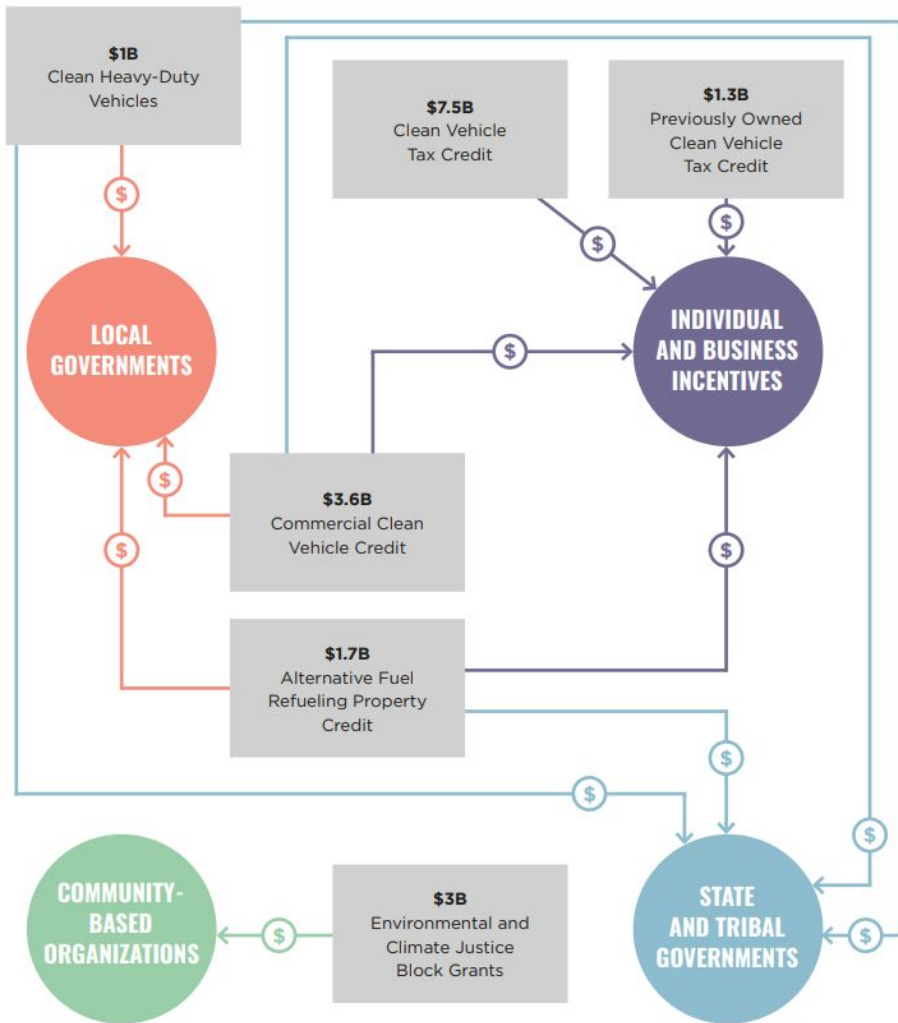 $1B
Clean Heavy-Duty
Vehicles
$7.5B
Clean Vehicle
Tax Credit
$1.3B
Previously Owned
Clean Vehicle
Tax Credit
$
$
$
LOCAL
GOVERNMENTS
INDIVIDUAL
AND BUSINESS
INCENTIVES
$
$
$3.6B
Commercial Clean
Vehicle Credit
$
$
$1.7B
Alternative Fuel
Refueling Property
Credit
$
$
$
COMMUNITY-
BASED
ORGANIZATIONS
$
$3B
Environmental and
Climate Justice
Block Grants
STATE
AND TRIBAL
GOVERNMENTS
$